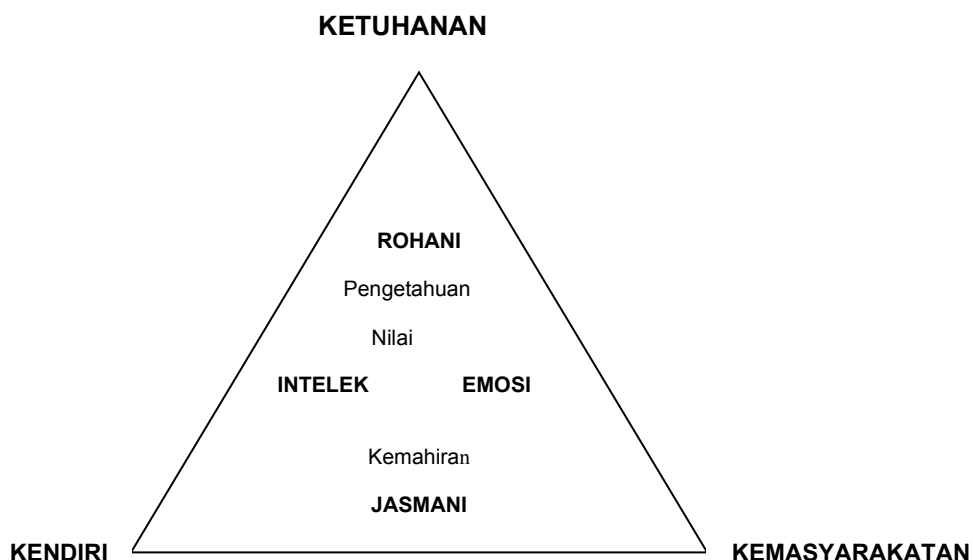 KETUHANAN
ROHANI
Pengetahuan
Nilai
INTELEK EMOSI
Kemahiran
JASMANI
KENDIRI KEMASYARAKATAN